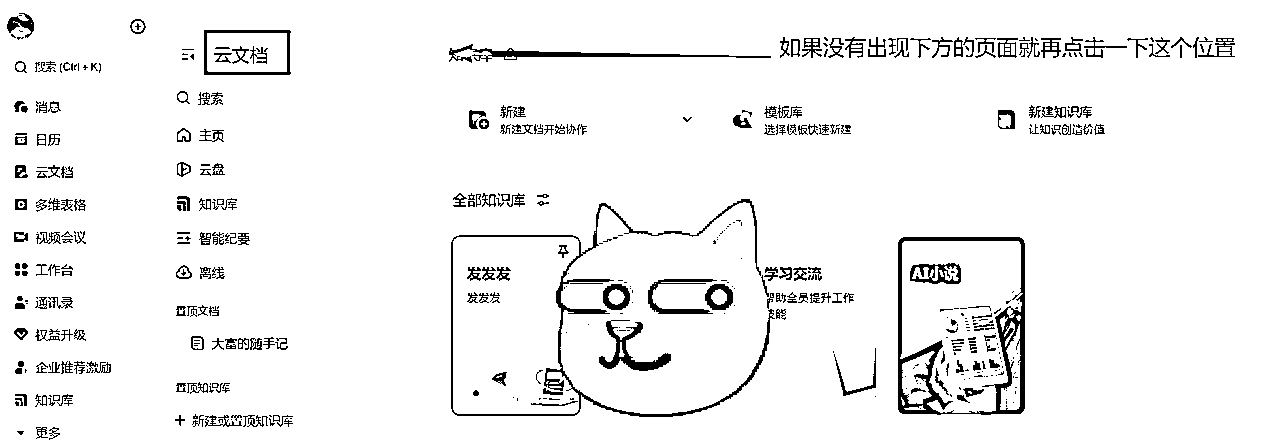 搜索 (Ctrl + K)
消息
日历
云文档
多维表格
视频会议
工作台
通讯录
权益升级
企业推荐激励
知识库
更多
云文档
搜索
主页
云盘
知识库
智能纪要
离线
置顶文档
大富的随手记
置顶知识库
+ 新建或置顶知识库
如果没有出现下方的页面就再点击一下这个位置
新建
新建文档开始协作
模板库
选择模板快速新建
新建知识库
让知识创造价值
全部知识库
发发发
发发发
学习交流
帮助会员提升工作
技能
AI小说